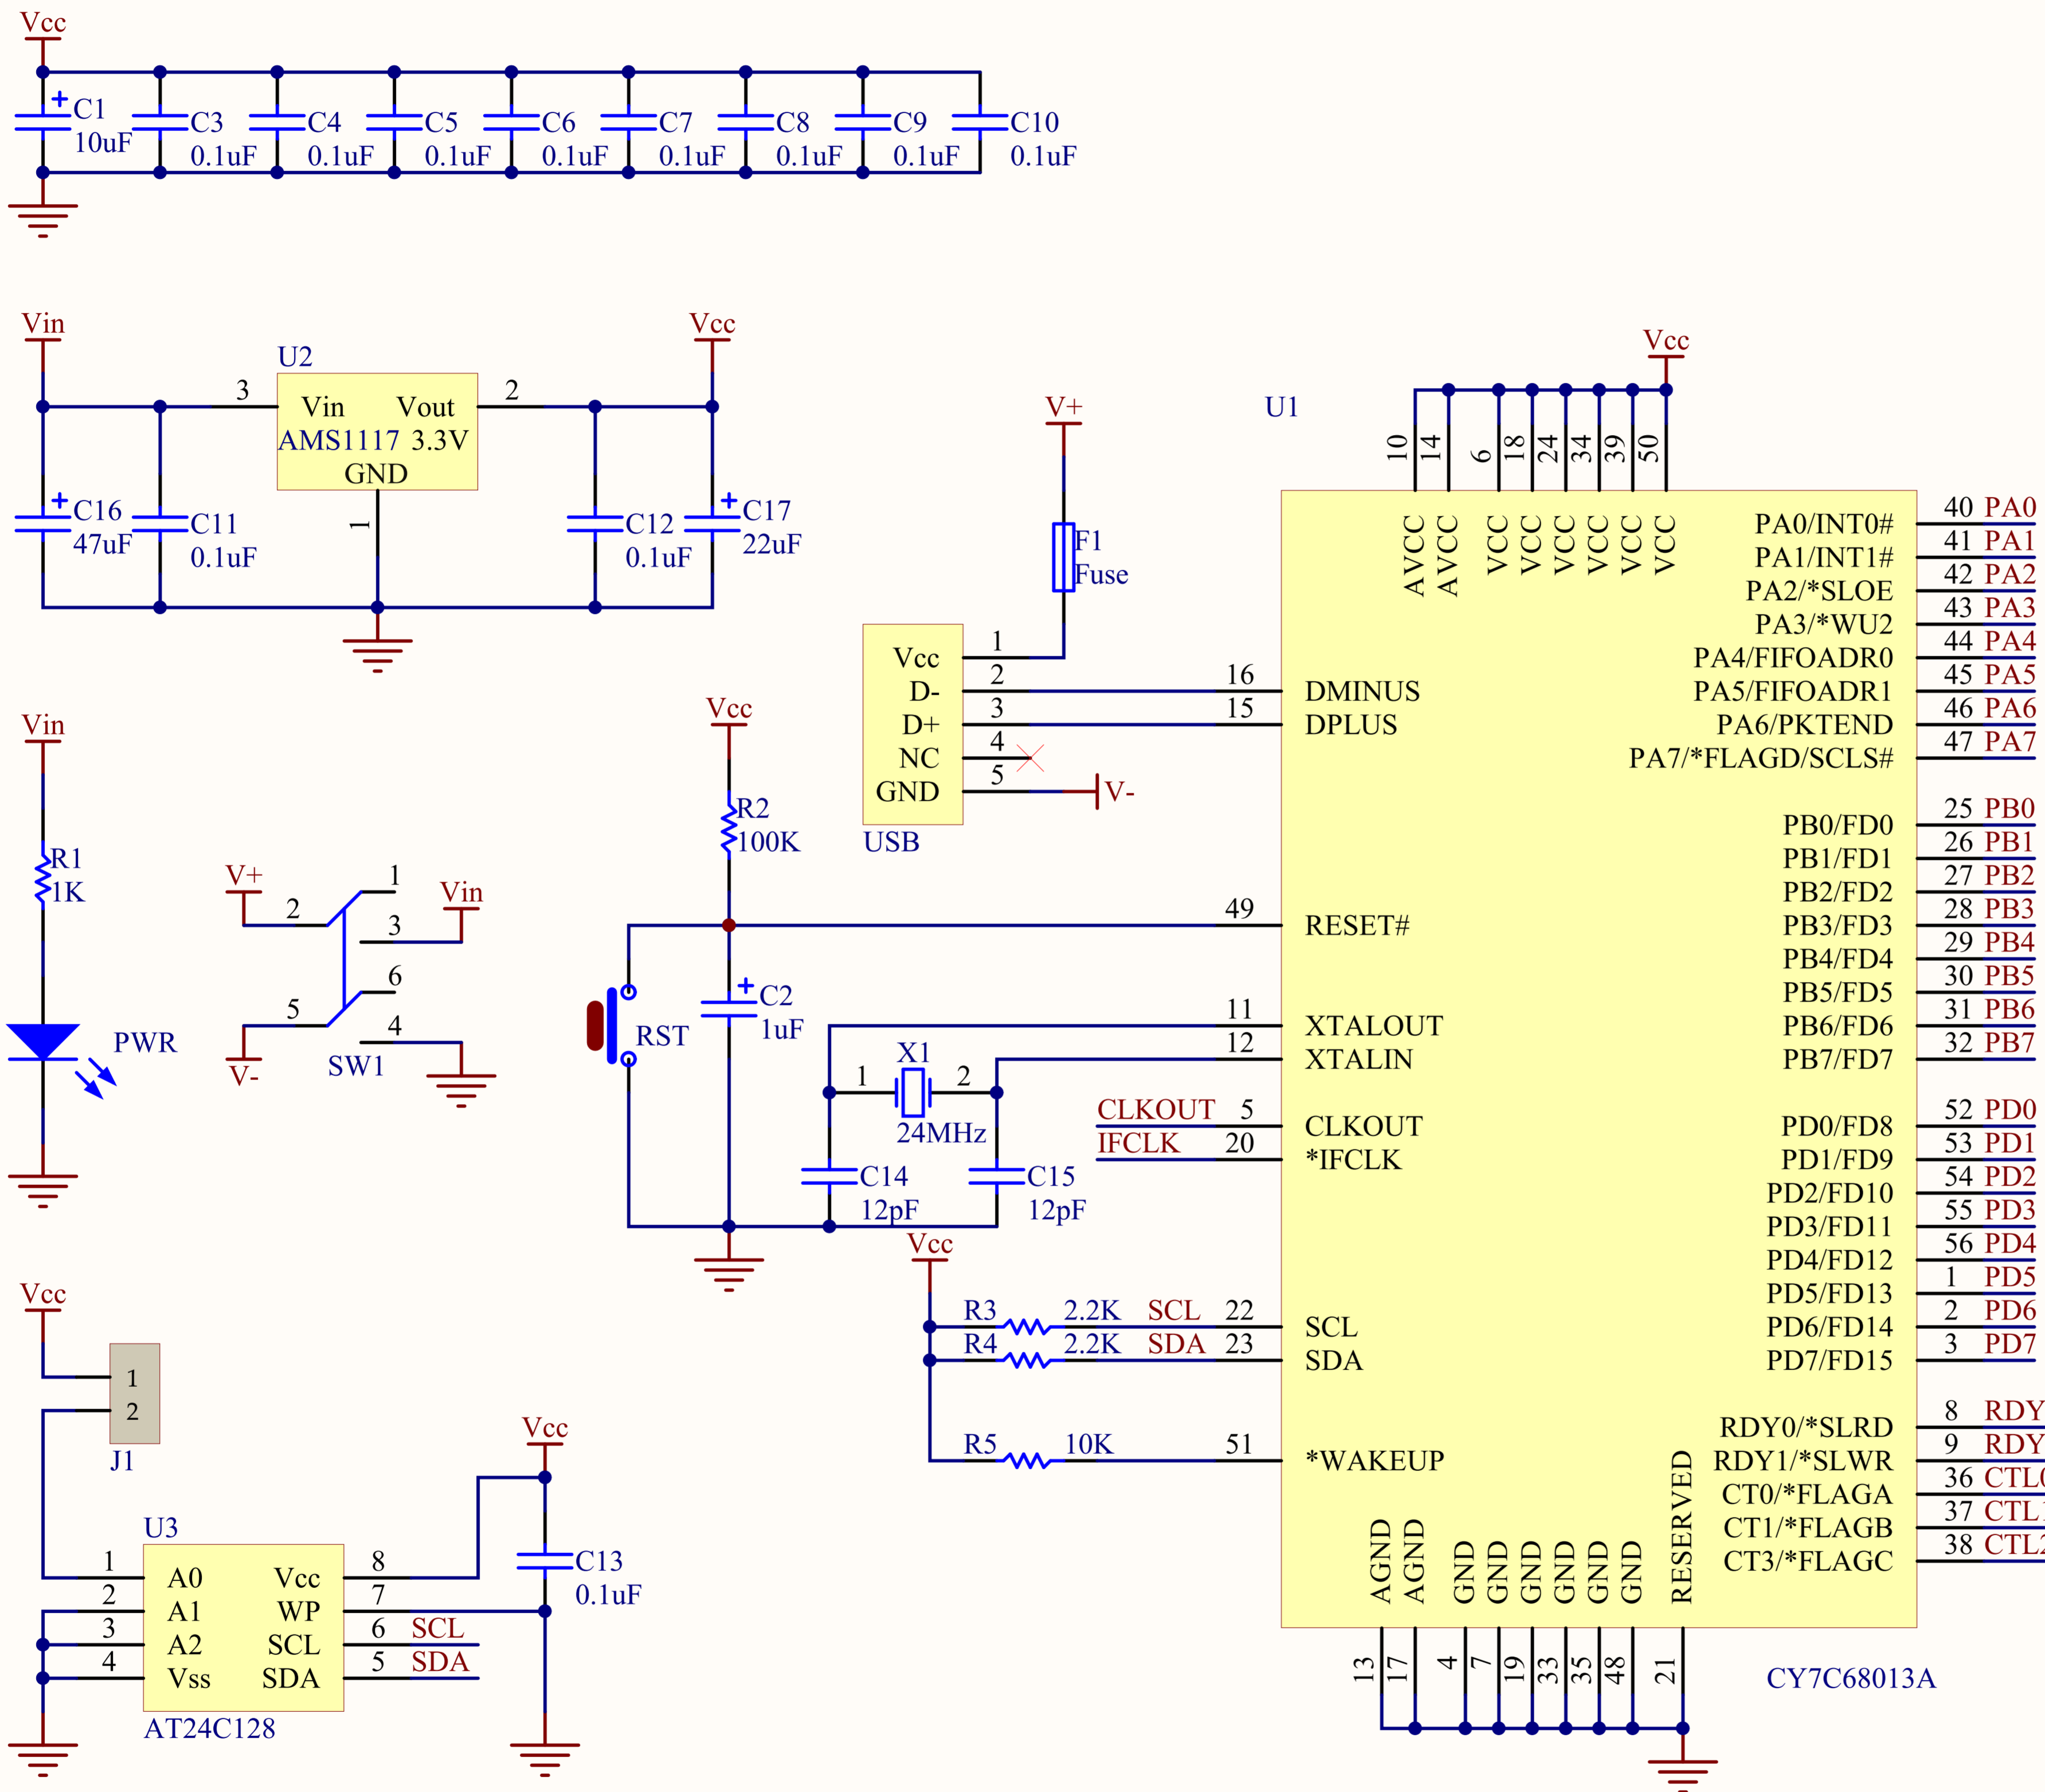 Vcc
+ C1
10uF
C3
0.1uF
C4
0.1uF
C5
0.1uF
C6
0.1uF
C7
0.1uF
C8
0.1uF
C9
0.1uF
C10
0.1uF
Vin
Vcc
U2
3
Vin
Vout
2
AMS1117 3.3V
GND
1
+ C16
47uF
C11
0.1uF
C12
0.1uF
+ C17
22uF
V+
F1
Fuse
Vcc 1
D- 2
D+ 3
NC 4
GND 5
V-
USB
Vin
R1
1K
PWR
V+
2
1
3
Vin
6
5
4
V-
SW1
Vcc
R2
100K
+ C2
1uF
RST
X1
1
2
24MHz
C14
12pF
C15
12pF
Vcc
R3 2.2K SCL
R4 2.2K SDA
R5 10K
Vcc
1
2
J1
Vcc
C13
0.1uF
U3
1 A0 Vcc 8
2 A1 WP 7
3 A2 SCL 6 SCL
4 Vss SDA 5 SDA
AT24C128
U1
Vcc
10 14 6 18 24 34 39 50
AVCC AVCC VCC VCC VCC VCC VCC VCC
16 DMINUS
15 DPLUS
49 RESET#
11 XTALOUT
12 XTALIN
CLKOUT 5 CLKOUT
IFCLK 20 *IFCLK
22 SCL
23 SDA
51 *WAKEUP
PA0/INT0# 40 PA0
PA1/INT1# 41 PA1
PA2/*SLOE 42 PA2
PA3/*WU2 43 PA3
PA4/FIFOADR0 44 PA4
PA5/FIFOADR1 45 PA5
PA6/PKTEND 46 PA6
PA7/*FLAGD/SCLS# 47 PA7
PB0/FD0 25 PB0
PB1/FD1 26 PB1
PB2/FD2 27 PB2
PB3/FD3 28 PB3
PB4/FD4 29 PB4
PB5/FD5 30 PB5
PB6/FD6 31 PB6
PB7/FD7 32 PB7
PD0/FD8 52 PD0
PD1/FD9 53 PD1
PD2/FD10 54 PD2
PD3/FD11 55 PD3
PD4/FD12 56 PD4
PD5/FD13 1 PD5
PD6/FD14 2 PD6
PD7/FD15 3 PD7
RDY0/*SLRD 8 RDY
RDY1/*SLWR 9 RDY
CT0/*FLAGA 36 CTL0
CT1/*FLAGB 37 CTL1
CT3/*FLAGC 38 CTL2
AGND AGND GND GND GND GND GND GND RESERVED
13 17 4 7 19 33 35 48 21
CY7C68013A